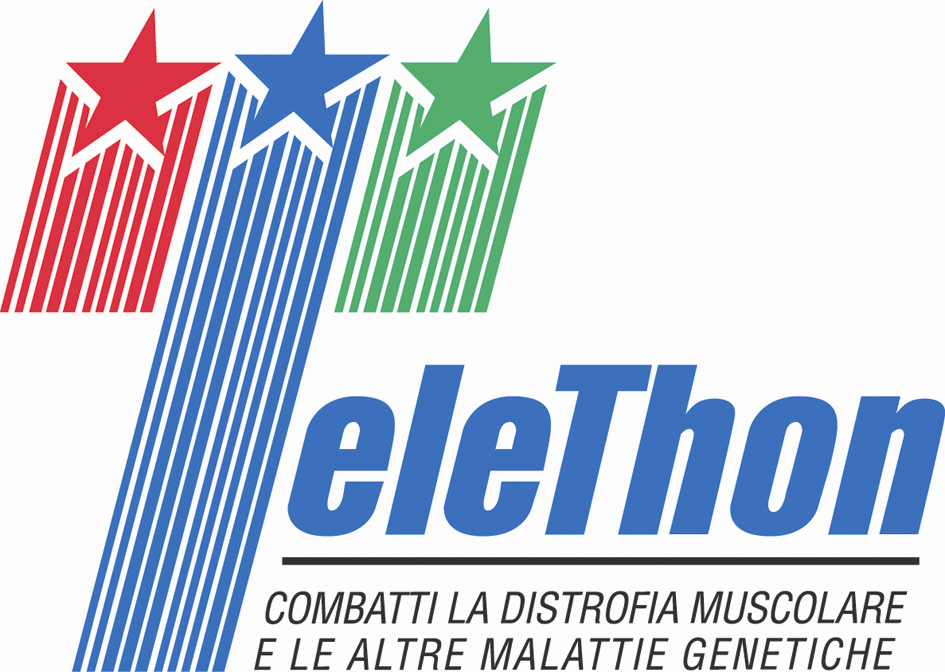 TeleThon
COMBATTI LA DISTROFIA MUSCOLARE
E LE ALTRE MALATTIE GENETICHE